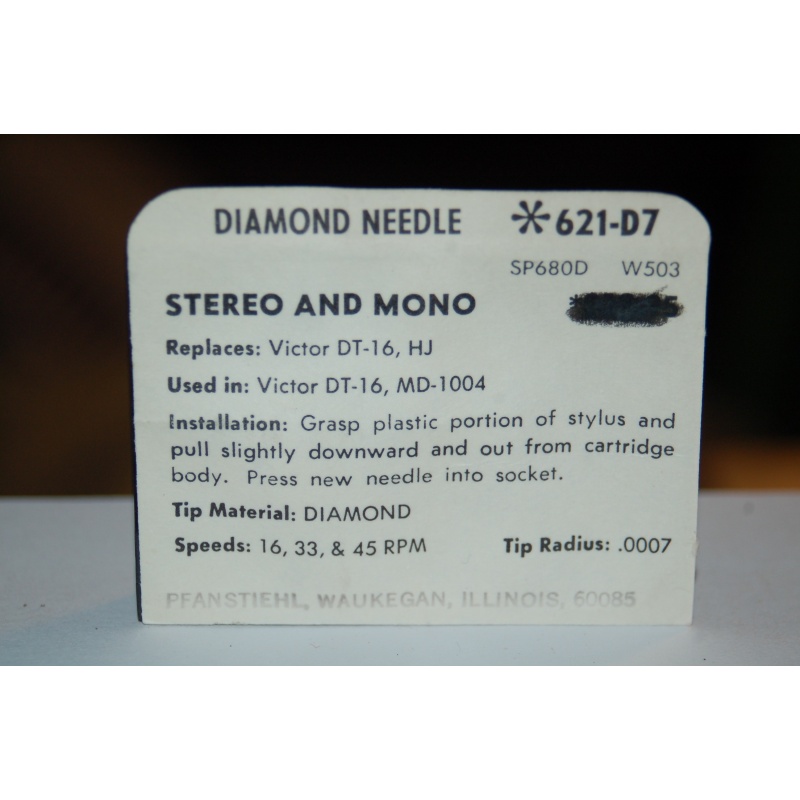 DIAMOND NEEDLE *621-D7
SP680D W503
STEREO AND MONO
Replaces: Victor DT-16, HJ
Used in: Victor DT-16, MD-1004
Installation: Grasp plastic portion of stylus and
pull slightly downward and out from cartridge
body. Press new needle into socket.
Tip Material: DIAMOND
Speeds: 16, 33, & 45 RPM Tip Radius: .0007
PFANSTIEHL, WAUKEGAN, ILLINOIS, 60085